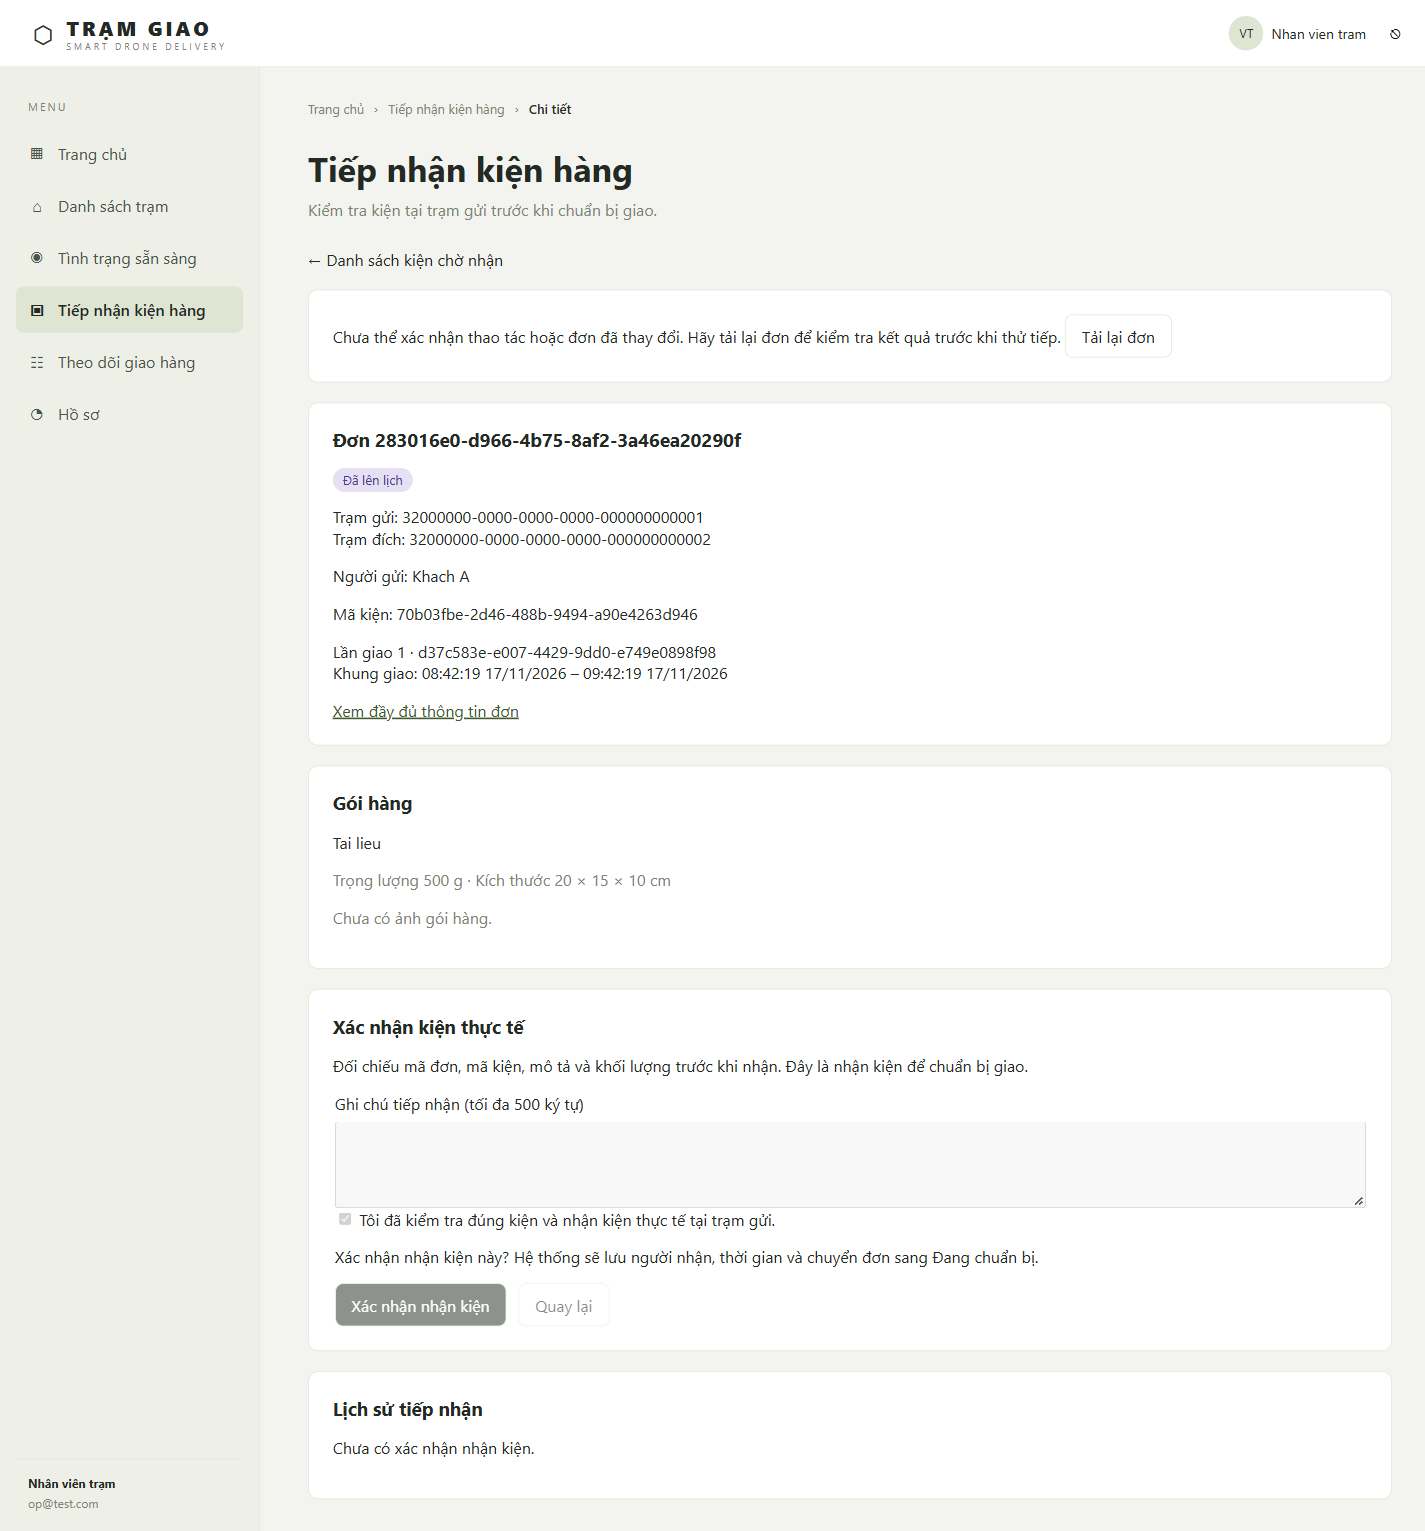 TRẠM GIAO
SMART DRONE DELIVERY
VT
Nhan vien tram
MENU
Trang chủ
Danh sách trạm
Tình trạng sẵn sàng
Tiếp nhận kiện hàng
Theo dõi giao hàng
Hồ sơ
Nhân viên trạm
op@test.com
Trang chủ › Tiếp nhận kiện hàng › Chi tiết
Tiếp nhận kiện hàng
Kiểm tra kiện tại trạm gửi trước khi chuẩn bị giao.
← Danh sách kiện chờ nhận
Chưa thể xác nhận thao tác hoặc đơn đã thay đổi. Hãy tải lại đơn để kiểm tra kết quả trước khi thử tiếp. Tải lại đơn
Đơn 283016e0-d966-4b75-8af2-3a46ea20290f
Đã lên lịch
Trạm gửi: 32000000-0000-0000-0000-000000000001
Trạm đích: 32000000-0000-0000-0000-000000000002
Người gửi: Khach A
Mã kiện: 70b03fbe-2d46-488b-9494-a90e4263d946
Lần giao 1 · d37c583e-e007-4429-9dd0-e749e0898f98
Khung giao: 08:42:19 17/11/2026 – 09:42:19 17/11/2026
Xem đầy đủ thông tin đơn
Gói hàng
Tai lieu
Trọng lượng 500 g · Kích thước 20 × 15 × 10 cm
Chưa có ảnh gói hàng.
Xác nhận kiện thực tế
Đối chiếu mã đơn, mã kiện, mô tả và khối lượng trước khi nhận. Đây là nhận kiện để chuẩn bị giao.
Ghi chú tiếp nhận (tối đa 500 ký tự)
Tôi đã kiểm tra đúng kiện và nhận kiện thực tế tại trạm gửi.
Xác nhận nhận kiện này? Hệ thống sẽ lưu người nhận, thời gian và chuyển đơn sang Đang chuẩn bị.
Xác nhận nhận kiện
Quay lại
Lịch sử tiếp nhận
Chưa có xác nhận nhận kiện.